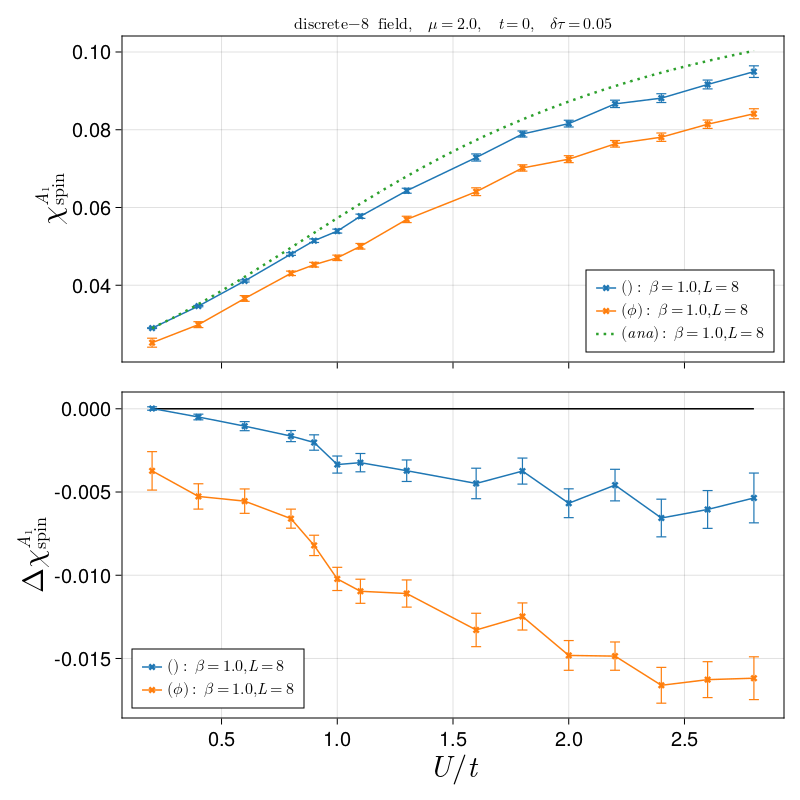 discrete−8 field, μ = 2.0, t = 0, δτ = 0.05
χ^{A_1}_{spin}
0.10
0.08
0.06
0.04
() : β = 1.0, L = 8
(ϕ) : β = 1.0, L = 8
(ana) : β = 1.0, L = 8
Δχ^{A_1}_{spin}
0.000
-0.005
-0.010
-0.015
() : β = 1.0, L = 8
(ϕ) : β = 1.0, L = 8
0.5 1.0 1.5 2.0 2.5
U/t